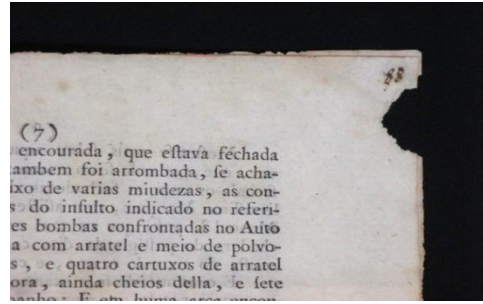 88
(7)
encourada, que eſtava féchada
tambem foi arrombada, ſe acha-
ixo de varias miudezas, as con-
s do inſulto indicado no referi-
es bombas confrontadas no Auto
a com arratel e meio de polvo-
s, e quatro cartuxos de arratel
ora, ainda cheios della, e ſete